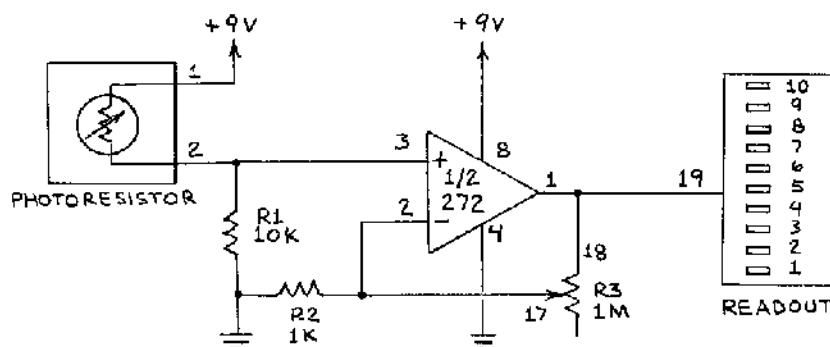 +9V
+9V
1
2
PHOTORESISTOR
R1
10K
R2
1K
3
+
2
-
1/2
272
8
4
1
18
17
R3
1M
19
10
9
8
7
6
5
4
3
2
1
READOUT